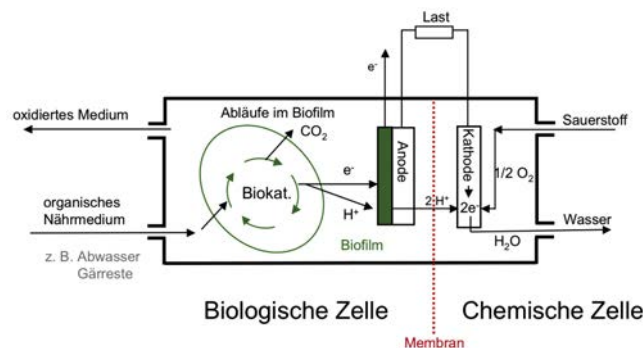 Last
e-
oxidiertes Medium
Abläufe im Biofilm
CO2
Sauerstoff
Biokat.
e-
H+
Anode
Kathode
2 H+
2e-
1/2 O2
organisches
Nährmedium
Biofilm
Wasser
H2O
z. B. Abwasser
Gärreste
Biologische Zelle
Chemische Zelle
Membran